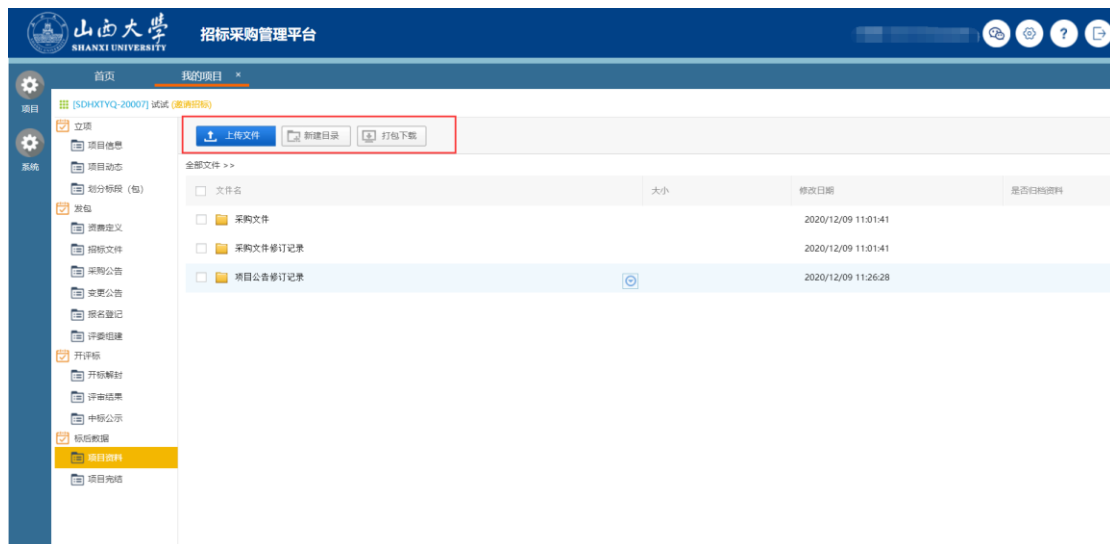 山西大学 招标采购管理平台
SHANXI UNIVERSITY
首页 我的项目 ×
项目
系统
[SDHXTYQ-20007] 试试 (邀请招标)
立项
项目信息
项目动态
划分标段（包）
发包
资费定义
招标文件
采购公告
变更公告
报名登记
评委组建
开评标
开标解封
评审结果
中标公示
标后数据
项目资料
项目完结
上传文件 新建目录 打包下载
全部文件 >>
文件名 大小 修改日期 是否归档资料
采购文件 2020/12/09 11:01:41
采购文件修订记录 2020/12/09 11:01:41
项目公告修订记录 2020/12/09 11:26:28